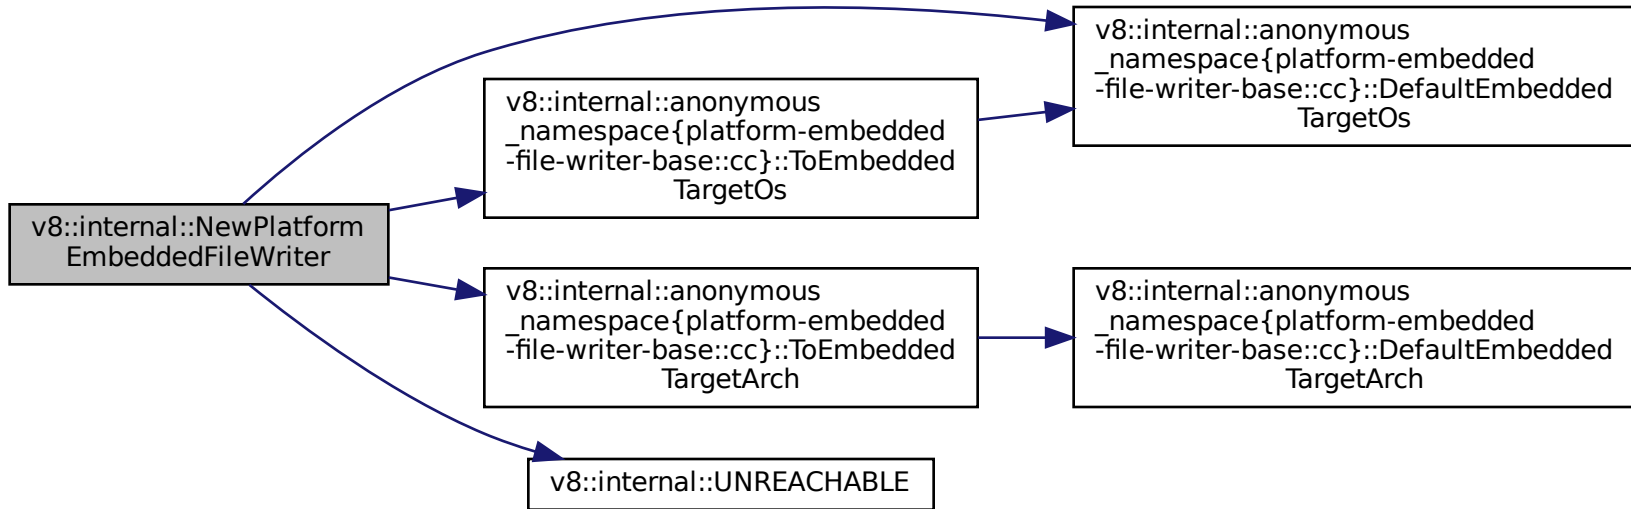 v8::internal::anonymous
_namespace{platform-embedded
-file-writer-base::cc}::DefaultEmbedded
TargetOs
v8::internal::anonymous
_namespace{platform-embedded
-file-writer-base::cc}::ToEmbedded
TargetOs
v8::internal::NewPlatform
EmbeddedFileWriter
v8::internal::anonymous
_namespace{platform-embedded
-file-writer-base::cc}::ToEmbedded
TargetArch
v8::internal::anonymous
_namespace{platform-embedded
-file-writer-base::cc}::DefaultEmbedded
TargetArch
v8::internal::UNREACHABLE